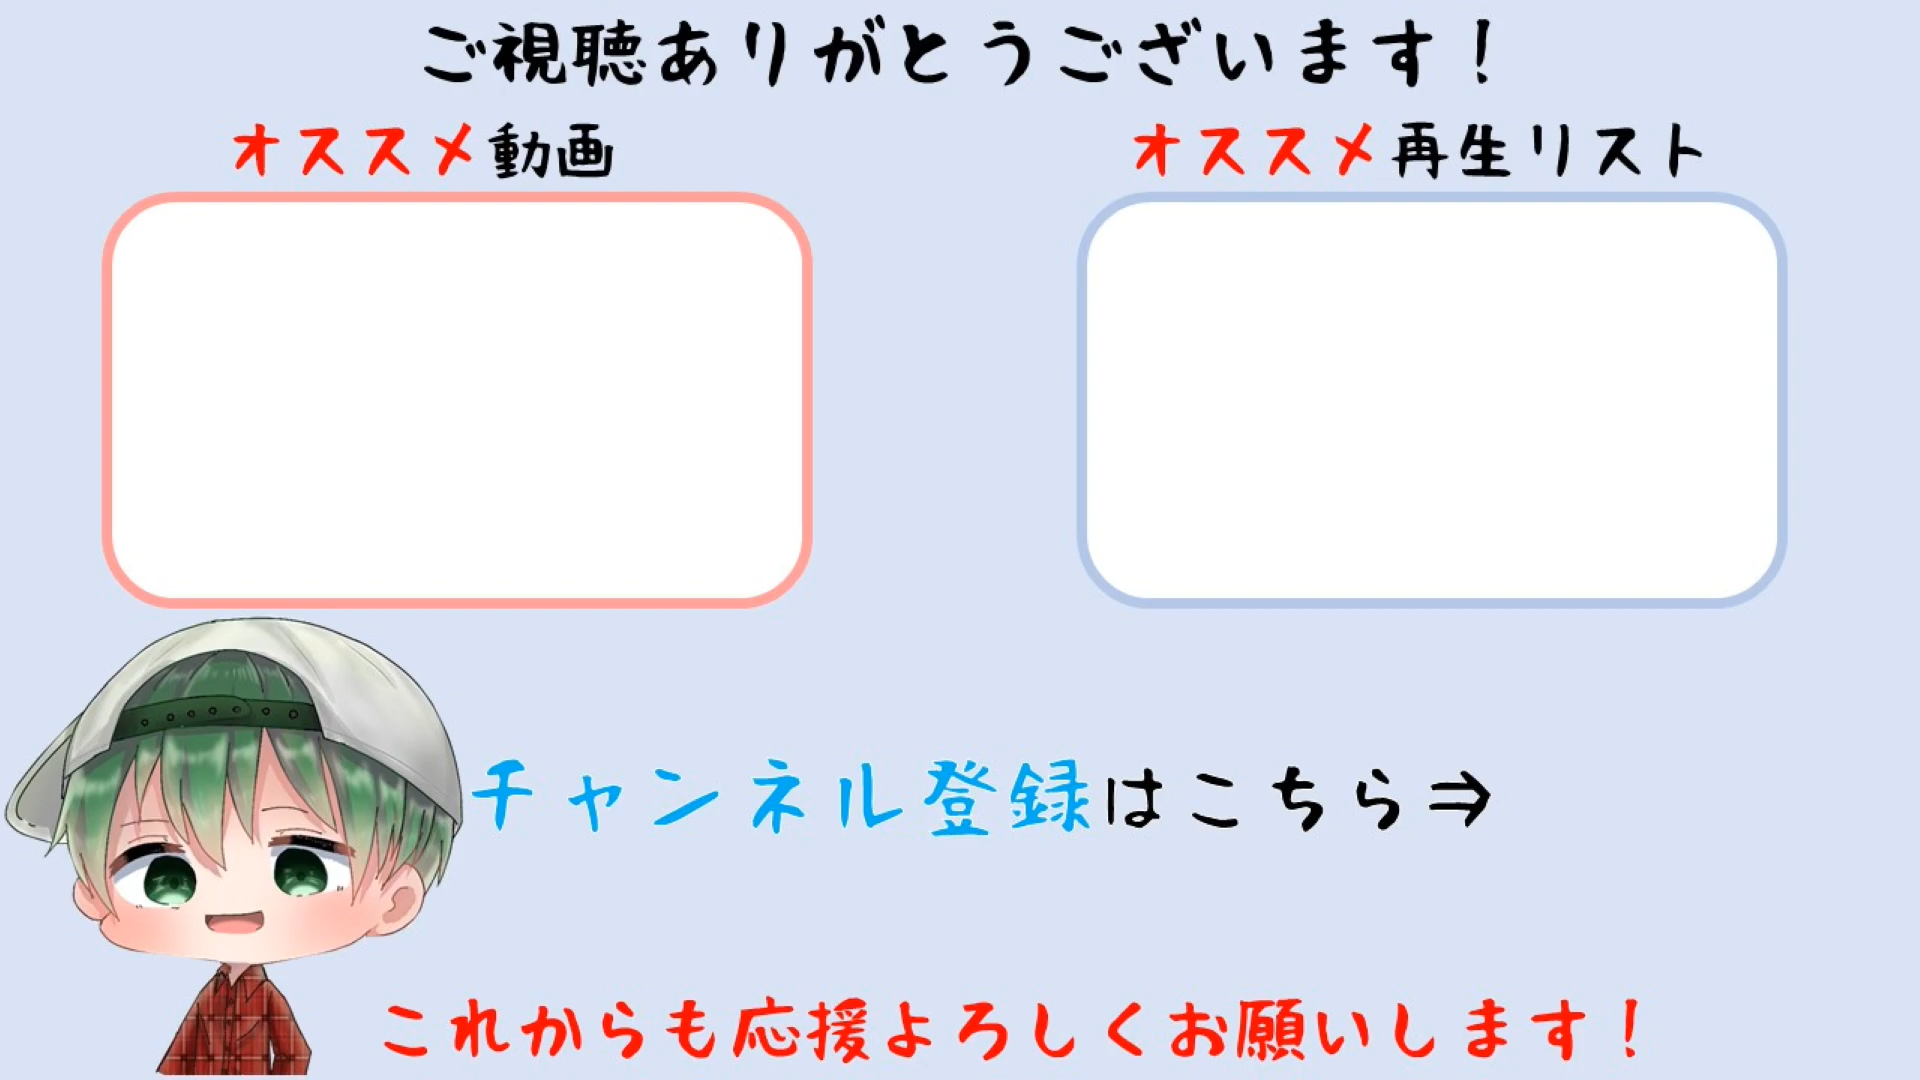 ご視聴ありがとうございます！
オススメ動画
オススメ再生リスト
チャンネル登録はこちら⇒
これからも応援よろしくお願いします！